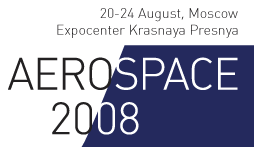 20-24 August, Moscow
Expocenter Krasnaya Presnya
AEROSPACE
2008